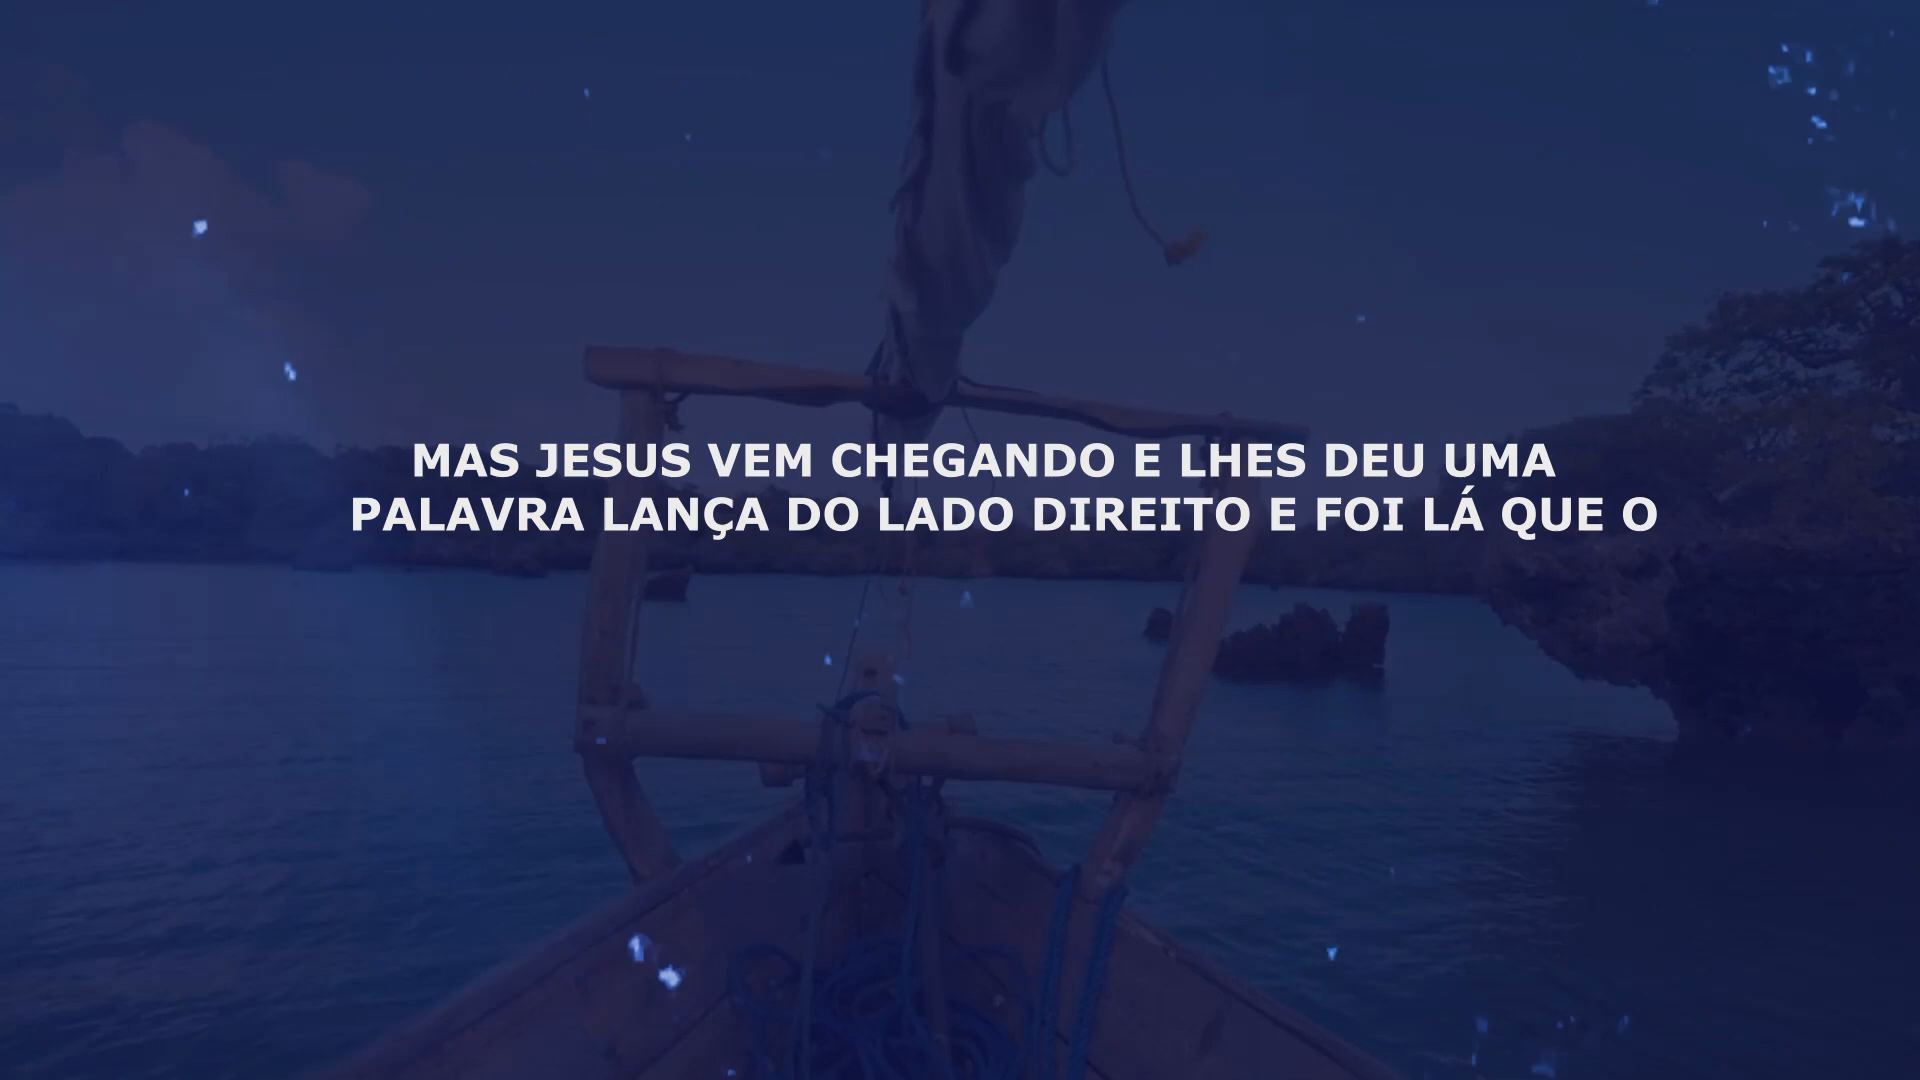 MAS JESUS VEM CHEGANDO E LHES DEU UMA
PALAVRA LANÇA DO LADO DIREITO E FOI LÁ QUE O